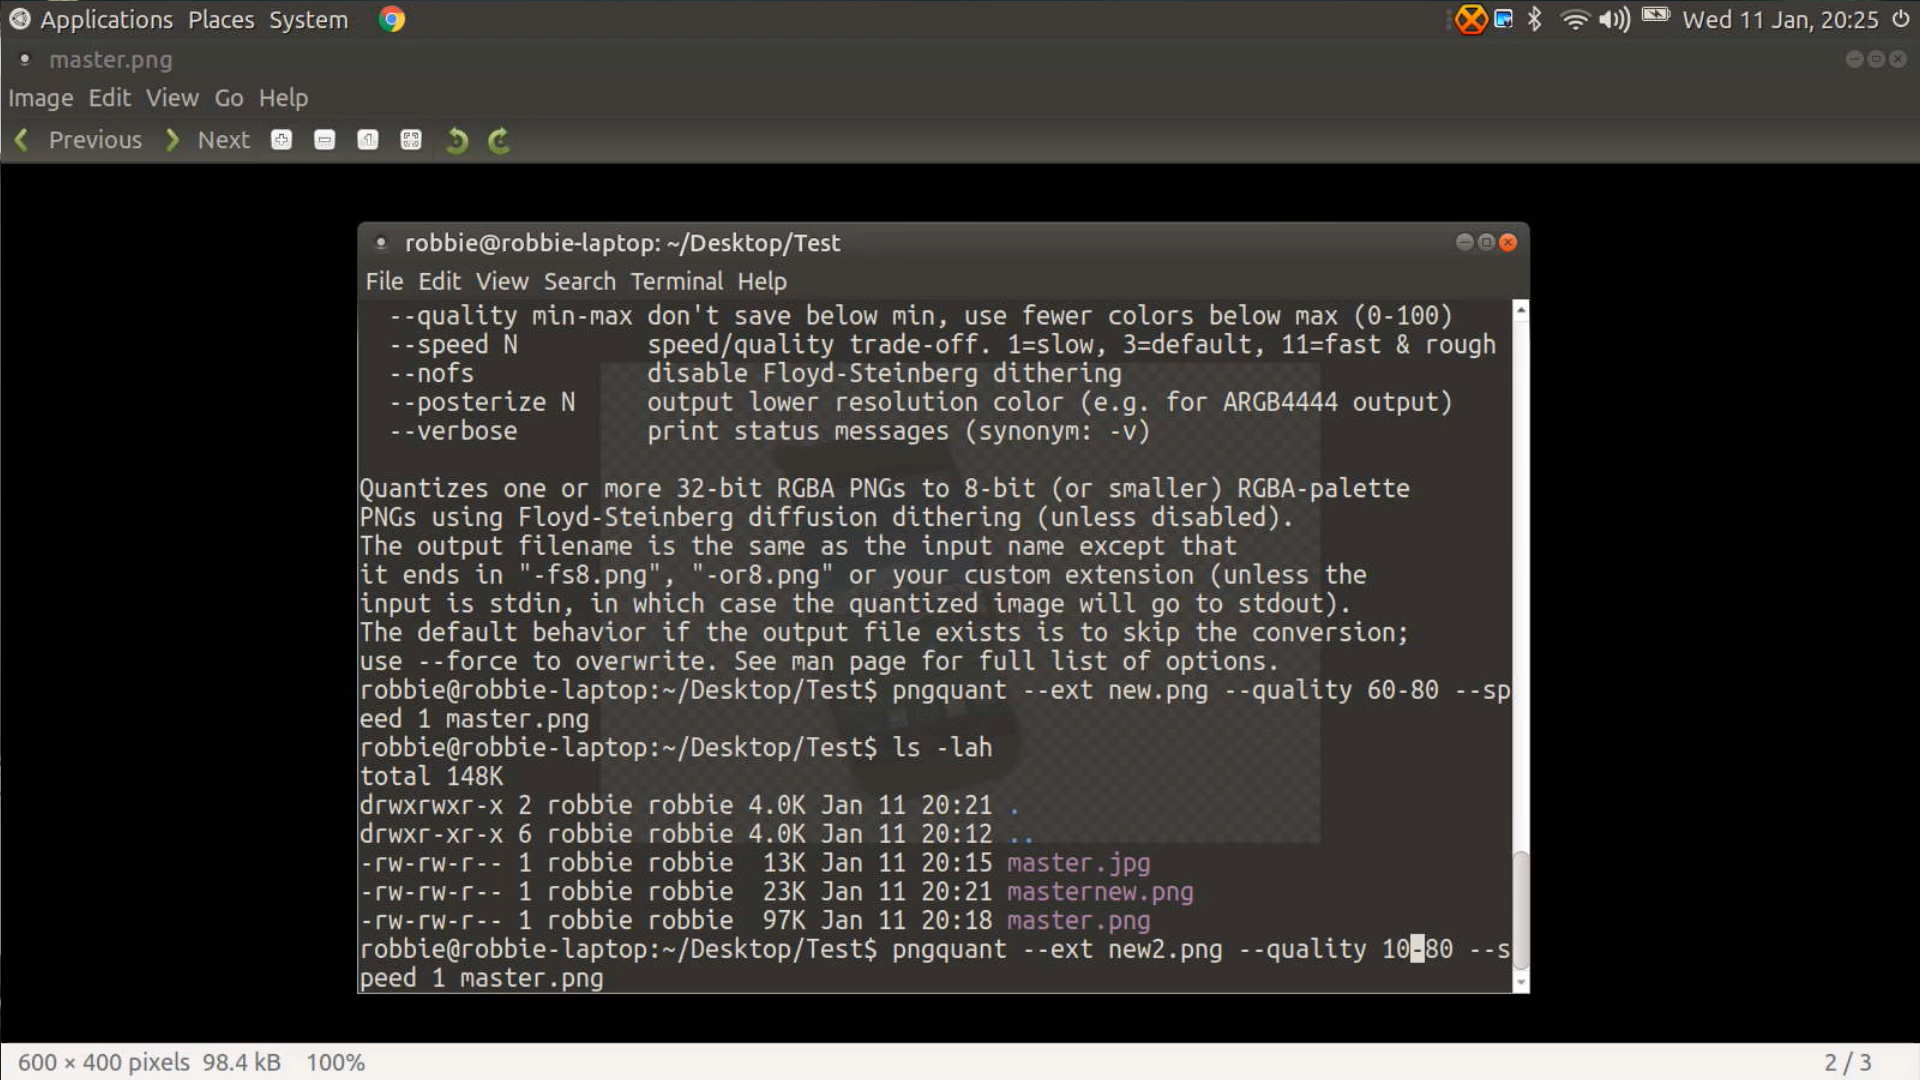 Applications Places System Wed 11 Jan, 20:25
master.png
Image Edit View Go Help
Previous Next
robbie@robbie-laptop: ~/Desktop/Test
File Edit View Search Terminal Help
--quality min-max don't save below min, use fewer colors below max (0-100)
--speed N speed/quality trade-off. 1=slow, 3=default, 11=fast & rough
--nofs disable Floyd-Steinberg dithering
--posterize N output lower resolution color (e.g. for ARGB4444 output)
--verbose print status messages (synonym: -v)
Quantizes one or more 32-bit RGBA PNGs to 8-bit (or smaller) RGBA-palette
PNGs using Floyd-Steinberg diffusion dithering (unless disabled).
The output filename is the same as the input name except that
it ends in "-fs8.png", "-or8.png" or your custom extension (unless the
input is stdin, in which case the quantized image will go to stdout).
The default behavior if the output file exists is to skip the conversion;
use --force to overwrite. See man page for full list of options.
robbie@robbie-laptop:~/Desktop/Test$ pngquant --ext new.png --quality 60-80 --sp
eed 1 master.png
robbie@robbie-laptop:~/Desktop/Test$ ls -lah
total 148K
drwxrwxr-x 2 robbie robbie 4.0K Jan 11 20:21 .
drwxr-xr-x 6 robbie robbie 4.0K Jan 11 20:12 ..
-rw-rw-r-- 1 robbie robbie 13K Jan 11 20:15 master.jpg
-rw-rw-r-- 1 robbie robbie 23K Jan 11 20:21 masternew.png
-rw-rw-r-- 1 robbie robbie 97K Jan 11 20:18 master.png
robbie@robbie-laptop:~/Desktop/Test$ pngquant --ext new2.png --quality 10-80 --s
peed 1 master.png
600 × 400 pixels 98.4 kB 100% 2 / 3